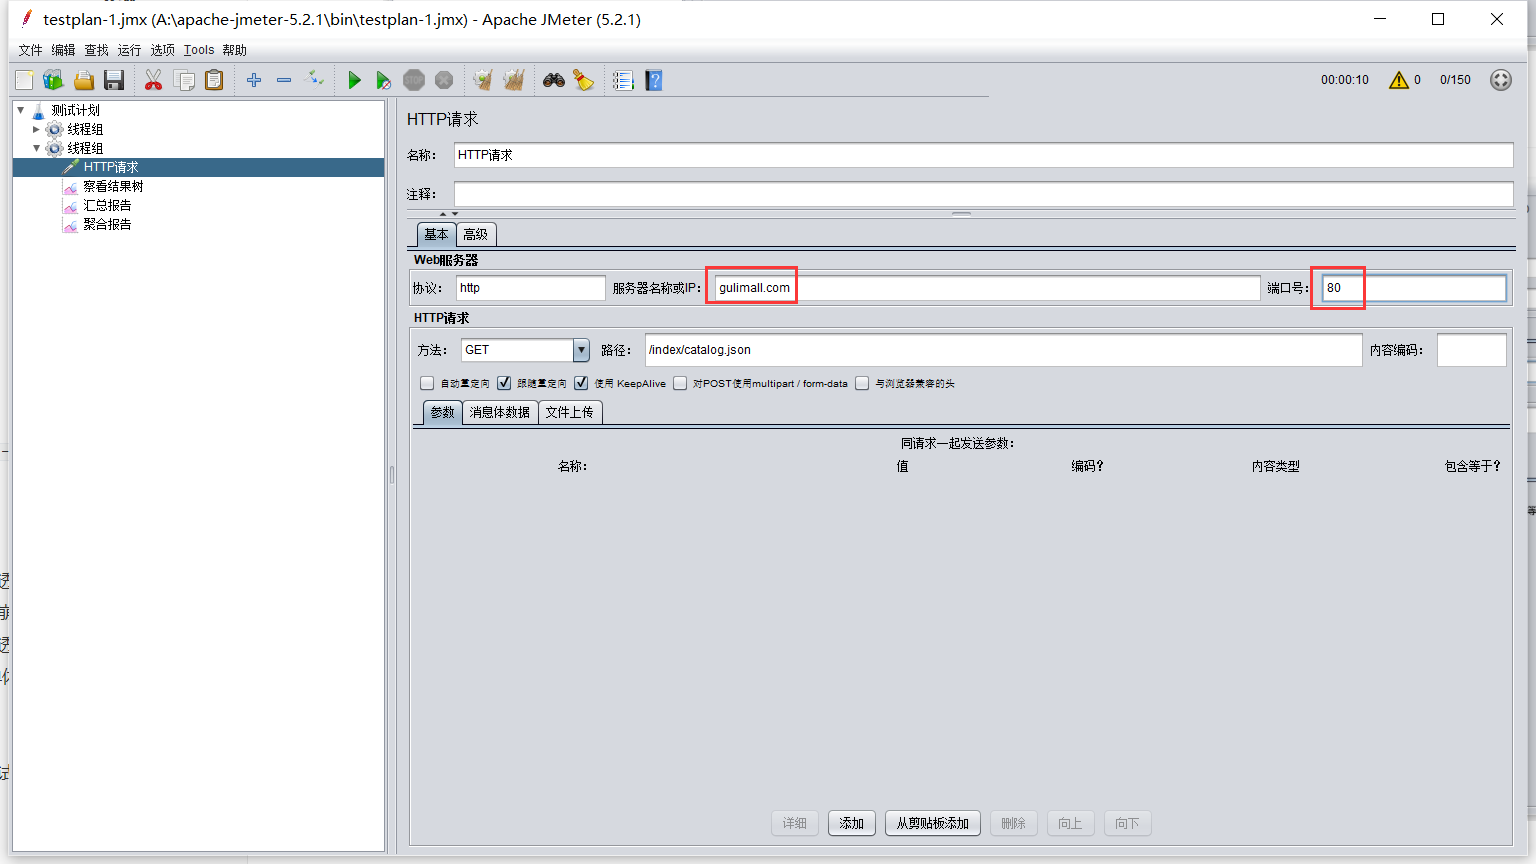 testplan-1.jmx (A:\apache-jmeter-5.2.1\bin\testplan-1.jmx) - Apache JMeter (5.2.1)
文件 编辑 查找 运行 选项 Tools 帮助
STOP
00:00:10 0 0/150
测试计划
线程组
线程组
HTTP请求
察看结果树
汇总报告
聚合报告
HTTP请求
名称: HTTP请求
注释:
基本 高级
Web服务器
协议: http 服务器名称或IP: gulimall.com 端口号: 80
HTTP请求
方法: GET 路径: /index/catalog.json 内容编码:
自动重定向 跟随重定向 使用 KeepAlive 对POST使用multipart / form-data 与浏览器兼容的头
参数 消息体数据 文件上传
同请求一起发送参数:
名称: 值 编码? 内容类型 包含等于?
详细 添加 从剪贴板添加 删除 向上 向下